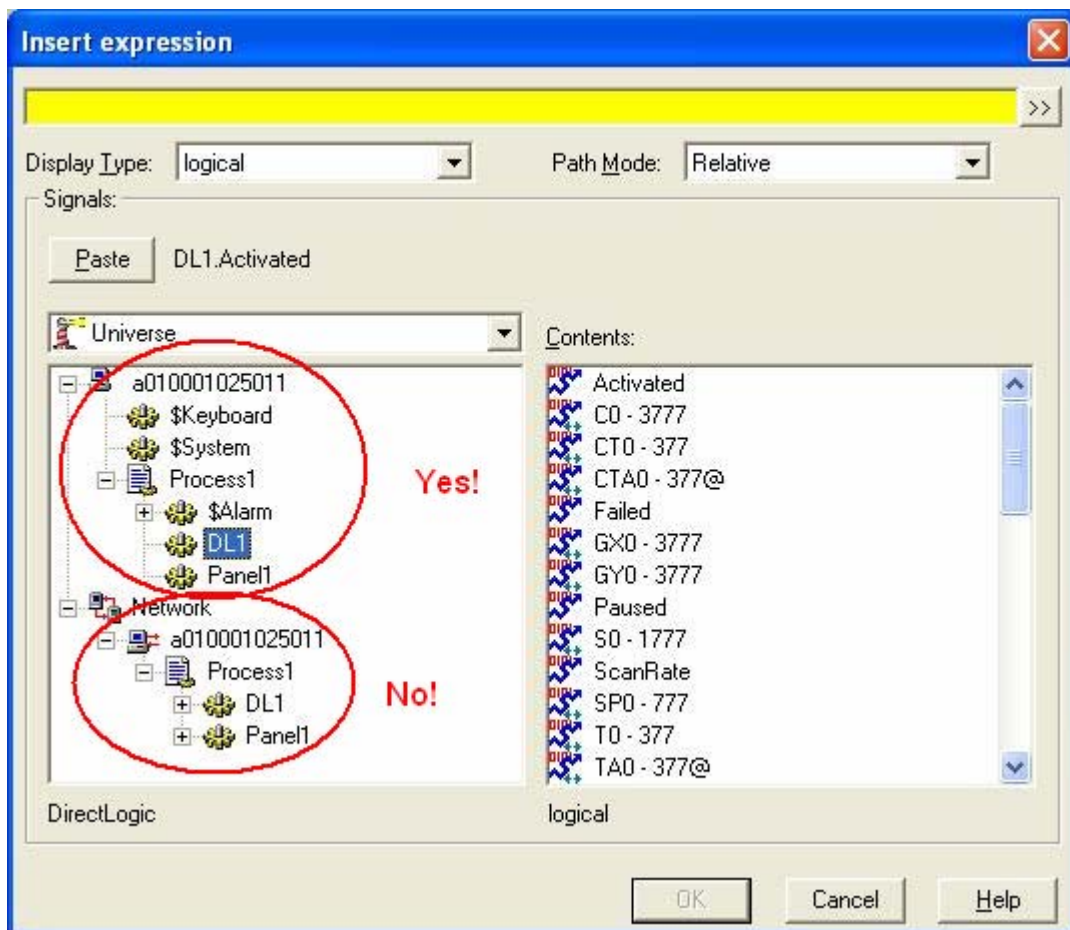 Insert expression
>>
Display Type: logical Path Mode: Relative
Signals:
Paste DL1.Activated
Universe
Contents:
a010001025011
$Keyboard
$System
Process1
$Alarm
DL1
Panel1
Network
a010001025011
Process1
DL1
Panel1
Yes!
No!
Activated
C0 - 3777
CT0 - 377
CTA0 - 377@
Failed
GX0 - 3777
GY0 - 3777
Paused
S0 - 1777
ScanRate
SP0 - 777
T0 - 377
TA0 - 377@
DirectLogic
logical
OK Cancel Help